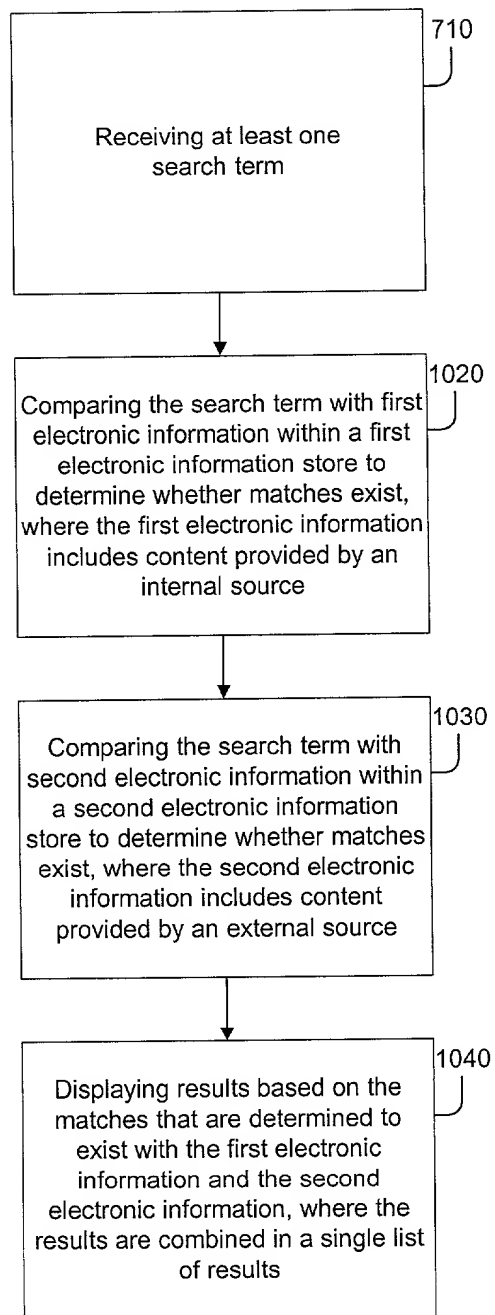 710
Receiving at least one
search term
1020
Comparing the search term with first
electronic information within a first
electronic information store to
determine whether matches exist,
where the first electronic information
includes content provided by an
internal source
1030
Comparing the search term with
second electronic information within
a second electronic information
store to determine whether matches
exist, where the second electronic
information includes content
provided by an external source
1040
Displaying results based on the
matches that are determined to
exist with the first electronic
information and the second
electronic information, where the
results are combined in a single list
of results